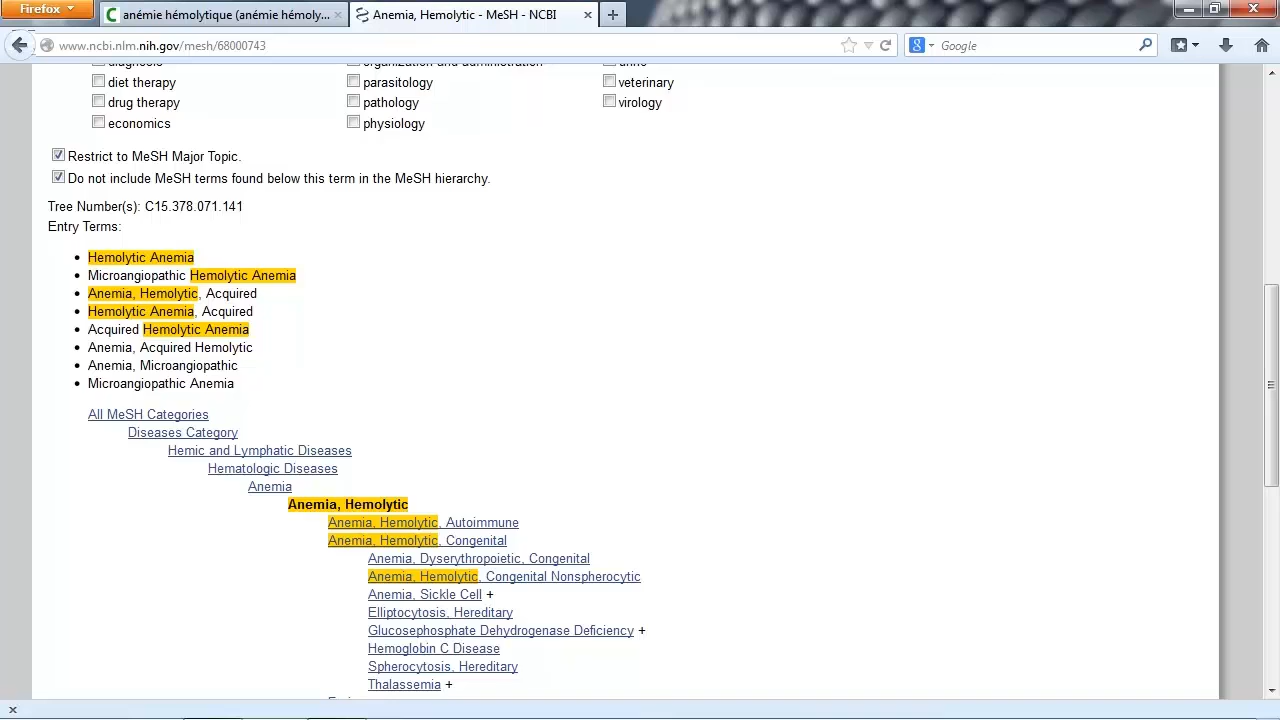 Firefox
anémie hémolytique (anémie hémoly...
Anemia, Hemolytic - MeSH - NCBI
www.ncbi.nlm.nih.gov/mesh/68000743
Google
diagnosis organization and administration urine
diet therapy parasitology veterinary
drug therapy pathology virology
economics physiology
Restrict to MeSH Major Topic.
Do not include MeSH terms found below this term in the MeSH hierarchy.
Tree Number(s): C15.378.071.141
Entry Terms:
• Hemolytic Anemia
• Microangiopathic Hemolytic Anemia
• Anemia, Hemolytic, Acquired
• Hemolytic Anemia, Acquired
• Acquired Hemolytic Anemia
• Anemia, Acquired Hemolytic
• Anemia, Microangiopathic
• Microangiopathic Anemia
All MeSH Categories
Diseases Category
Hemic and Lymphatic Diseases
Hematologic Diseases
Anemia
Anemia, Hemolytic
Anemia, Hemolytic, Autoimmune
Anemia, Hemolytic, Congenital
Anemia, Dyserythropoietic, Congenital
Anemia, Hemolytic, Congenital Nonspherocytic
Anemia, Sickle Cell +
Elliptocytosis, Hereditary
Glucosephosphate Dehydrogenase Deficiency +
Hemoglobin C Disease
Spherocytosis, Hereditary
Thalassemia +